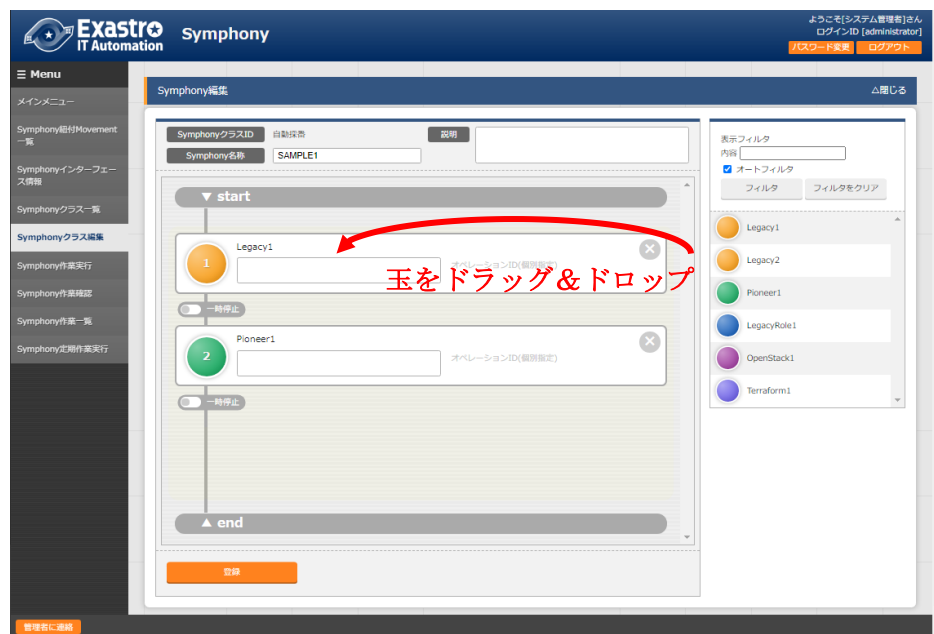 Exastro
IT Automation
Symphony
ようこそ[システム管理者]さん
ログインID [administrator]
パスワード変更
ログアウト
☰ Menu
メインメニュー
Symphony紐付Movement
一覧
Symphonyインターフェー
ス情報
Symphonyクラス一覧
Symphonyクラス編集
Symphony作業実行
Symphony作業確認
Symphony作業一覧
Symphony定期作業実行
Symphony編集
△閉じる
SymphonyクラスID
自動採番
説明
Symphony名称
SAMPLE1
▼ start
Legacy1
1
オペレーションID(個別指定)
玉をドラッグ＆ドロップ
一時停止
Pioneer1
2
オペレーションID(個別指定)
一時停止
▲ end
登録
表示フィルタ
内容
オートフィルタ
フィルタ
フィルタをクリア
Legacy1
Legacy2
Pioneer1
LegacyRole1
OpenStack1
Terraform1
管理者に連絡